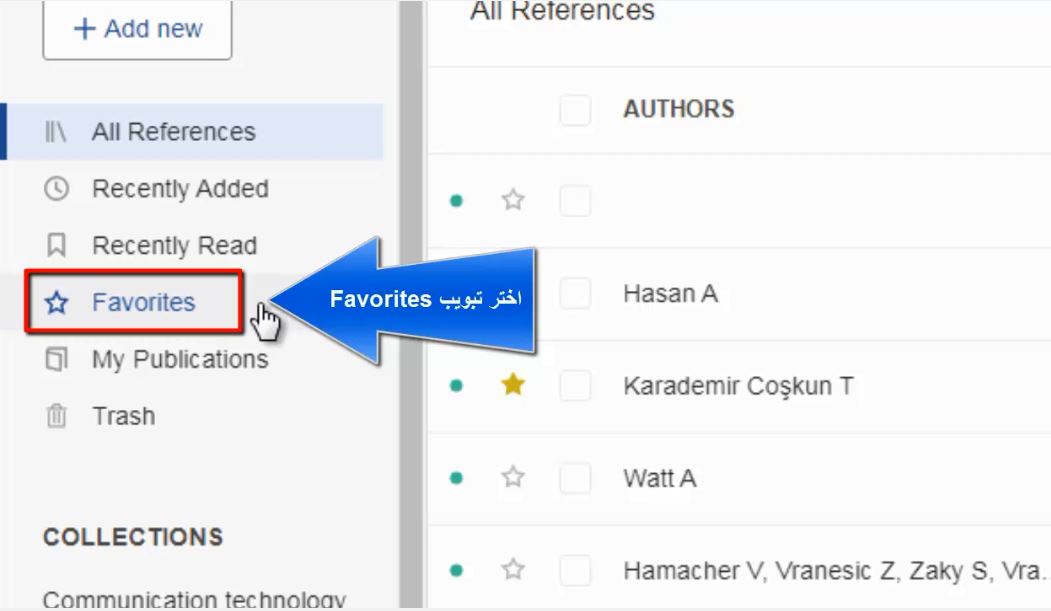 + Add new
All References
Recently Added
Recently Read
Favorites
My Publications
Trash
COLLECTIONS
Communication technology
اختر تبويب Favorites
All References
AUTHORS
Hasan A
Karademir Coşkun T
Watt A
Hamacher V, Vranesic Z, Zaky S, Vra...